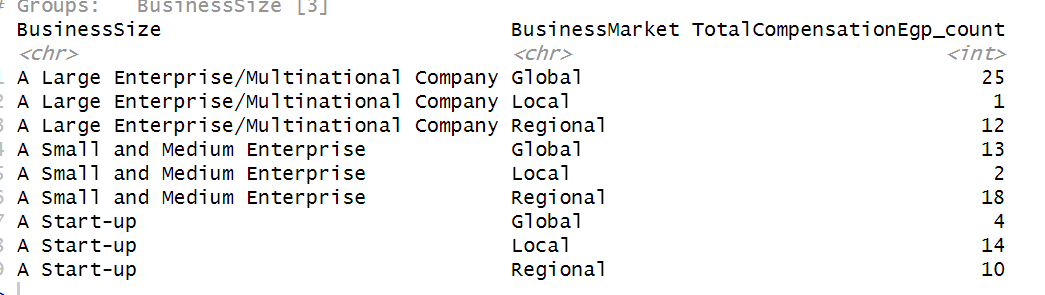 # Groups:   BusinessSize [3]
BusinessSize BusinessMarket TotalCompensationEgp_count
<chr> <chr> <int>
1 A Large Enterprise/Multinational Company Global 25
2 A Large Enterprise/Multinational Company Local 1
3 A Large Enterprise/Multinational Company Regional 12
4 A Small and Medium Enterprise Global 13
5 A Small and Medium Enterprise Local 2
6 A Small and Medium Enterprise Regional 18
7 A Start-up Global 4
8 A Start-up Local 14
9 A Start-up Regional 10
>